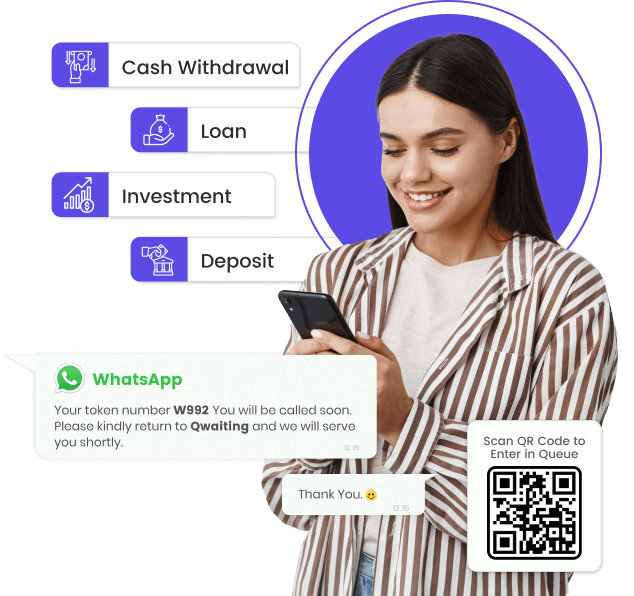 Cash Withdrawal
Loan
Investment
Deposit
WhatsApp
Your token number W992 You will be called soon.
Please kindly return to Qwaiting and we will serve
you shortly.
12:15
Thank You.
12:15
Scan QR Code to
Enter in Queue